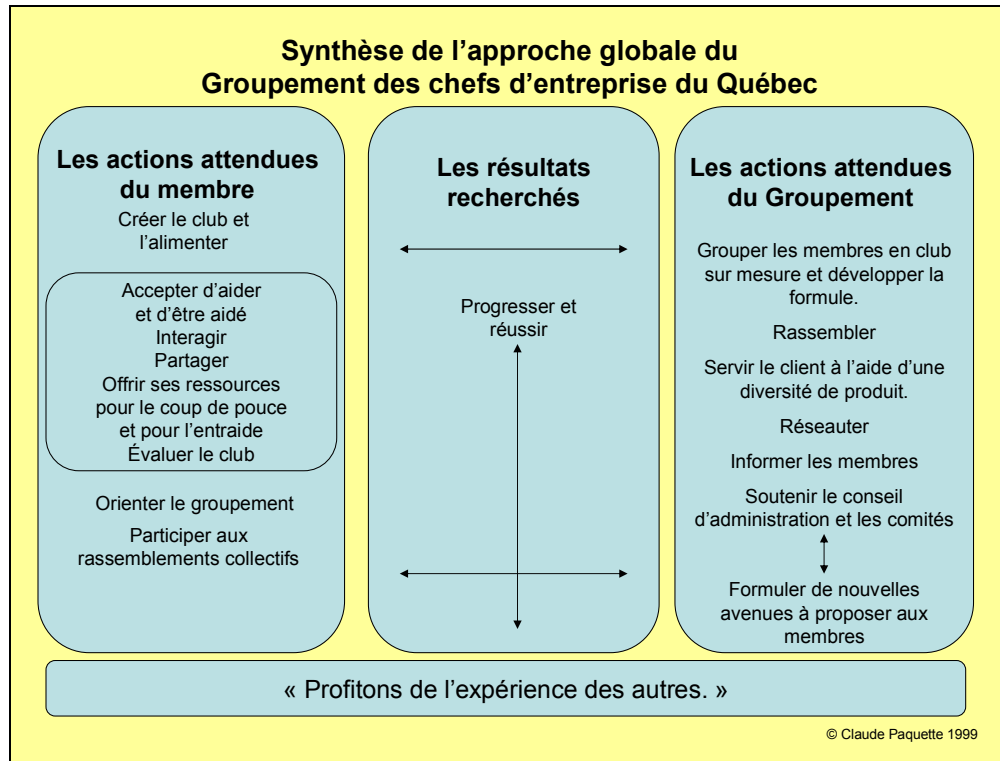 Synthèse de l’approche globale du
Groupement des chefs d’entreprise du Québec
Les actions attendues
du membre
Créer le club et
l’alimenter
Accepter d’aider
et d’être aidé
Interagir
Partager
Offrir ses ressources
pour le coup de pouce
et pour l’entraide
Évaluer le club
Orienter le groupement
Participer aux
rassemblements collectifs
Les résultats
recherchés
Progresser et
réussir
Les actions attendues
du Groupement
Grouper les membres en club
sur mesure et développer la
formule.
Rassembler
Servir le client à l’aide d’une
diversité de produit.
Réseauter
Informer les membres
Soutenir le conseil
d’administration et les comités
Formuler de nouvelles
avenues à proposer aux
membres
« Profitons de l’expérience des autres. »
© Claude Paquette 1999